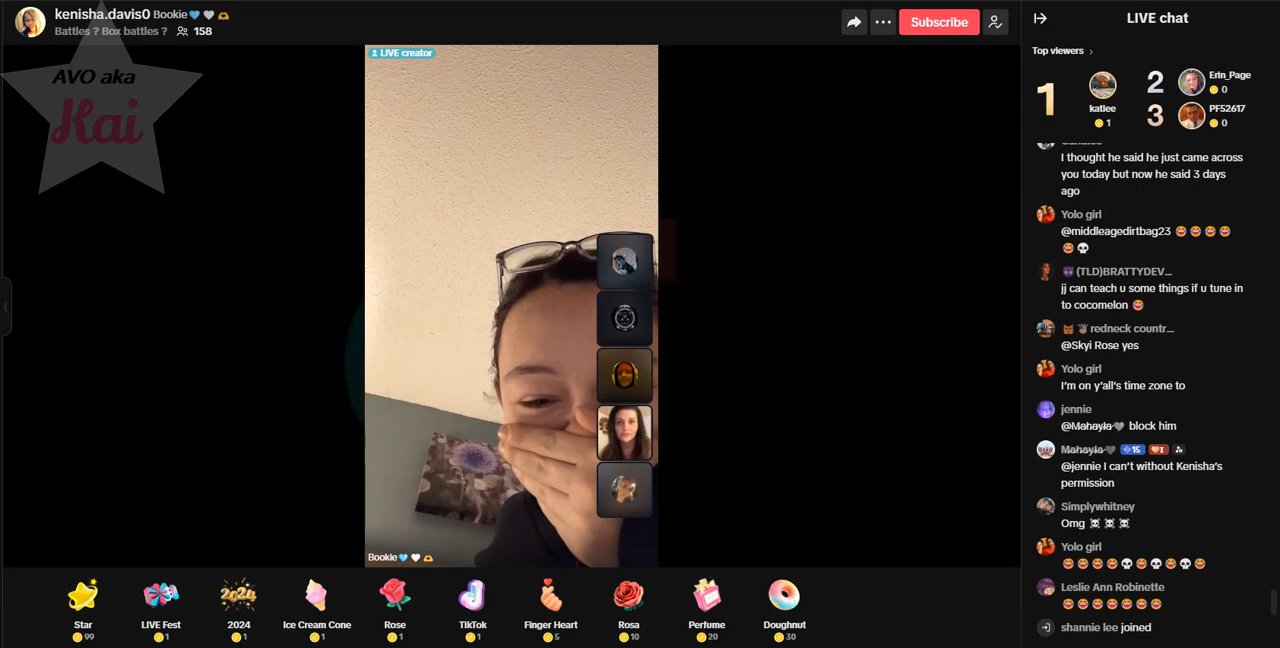 kenisha.davis0 Bookie💙🤍🫶
Battles ? Box battles ? 158
Subscribe
AVO aka
Kai
LIVE creator
Bookie💙🤍🫶
Star
99
LIVE Fest
1
2024
2024
1
Ice Cream Cone
1
Rose
1
TikTok
1
Finger Heart
5
Rosa
10
Perfume
20
Doughnut
30
LIVE chat
Top viewers >
1
katlee
1
2
Erin_Page
0
3
PF52617
0
I thought he said he just came across
you today but now he said 3 days
ago
Yolo girl
@middleagedirtbag23 😂😂😂😂
😂💀
😈(TLD)BRATTYDEV...
jj can teach u some things if u tune in
to cocomelon 😂
redneck countr...
@Skyi Rose yes
Yolo girl
I'm on y'all's time zone to
jennie
@Mahayla🩶 block him
Mahayla🩶 15 I
@jennie I can't without Kenisha's
permission
Simplywhitney
Omg ☠️☠️☠️
Yolo girl
😂😂😂😂💀😂💀😂💀😂
Leslie Ann Robinette
😂😂😂😂😂😂😂
shannie lee joined